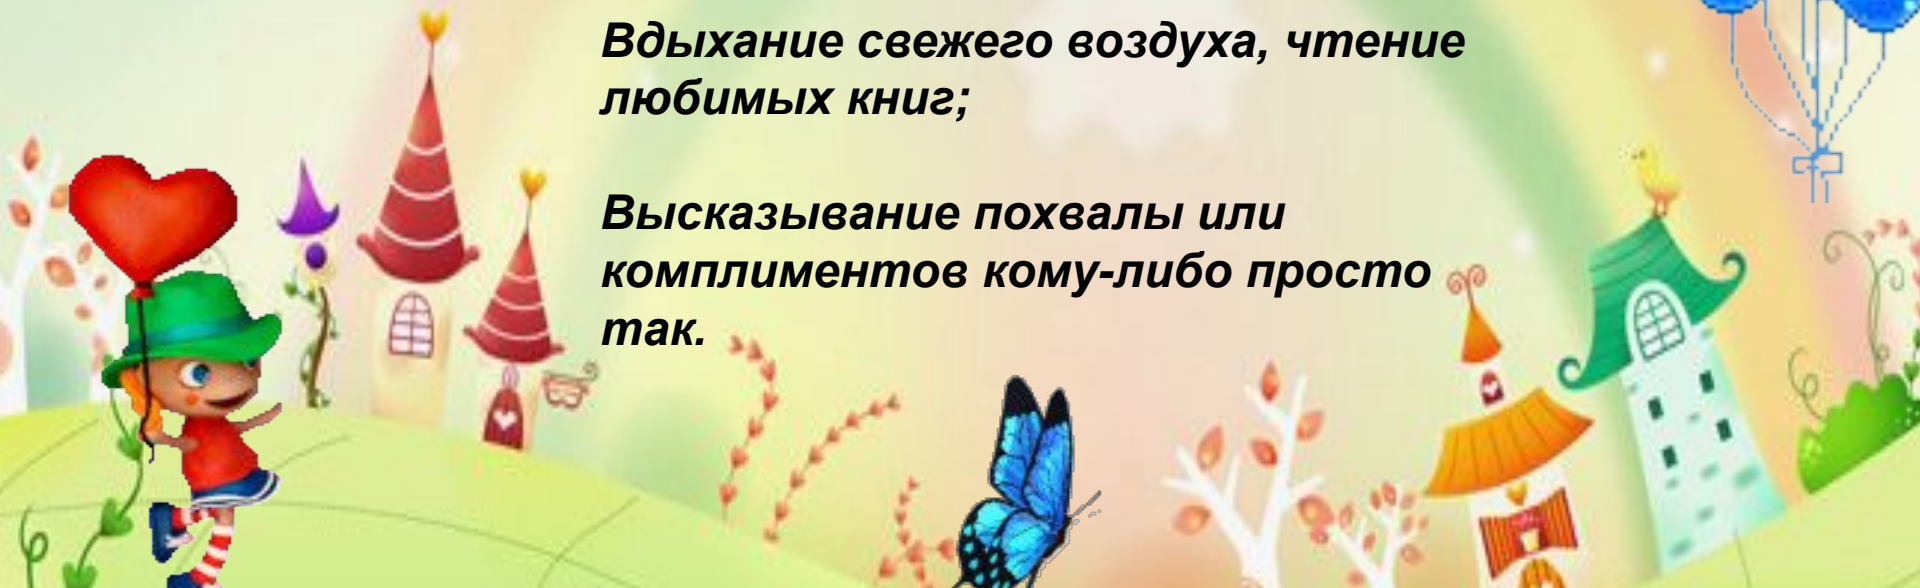 Вдыхание свежего воздуха, чтение
любимых книг;
Высказывание похвалы или
комплиментов кому-либо просто
так.